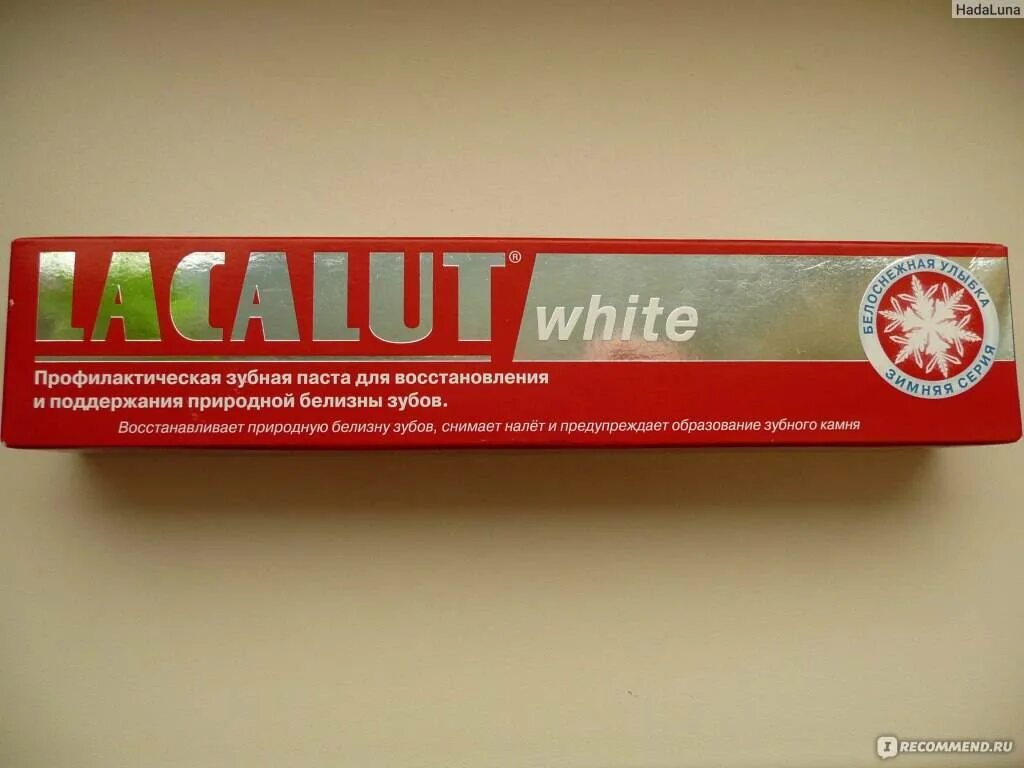 HadaLuna
LACALUT® white
Профилактическая зубная паста для восстановления
и поддержания природной белизны зубов.
Восстанавливает природную белизну зубов, снимает налёт и предупреждает образование зубного камня
БЕЛОСНЕЖНАЯ УЛЫБКА
ЗИМНЯЯ СЕРИЯ
I RECOMMEND.RU